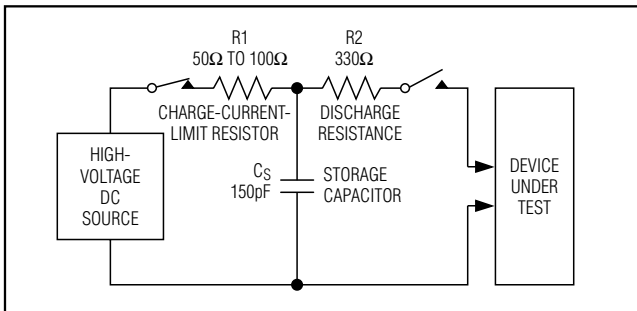 R1
50Ω TO 100Ω
CHARGE-CURRENT-
LIMIT RESISTOR
R2
330Ω
DISCHARGE
RESISTANCE
HIGH-
VOLTAGE
DC
SOURCE
CS
150pF
STORAGE
CAPACITOR
DEVICE
UNDER
TEST